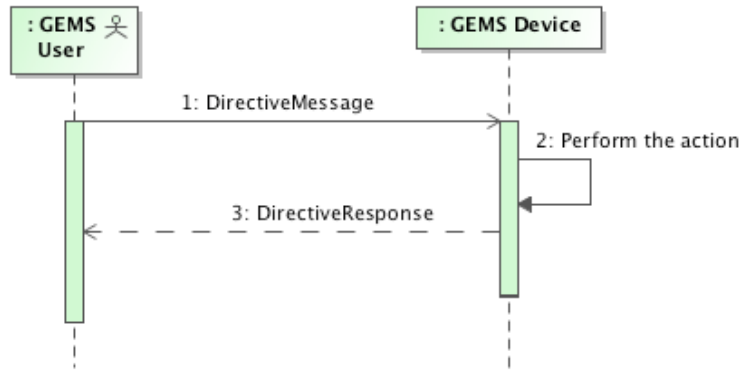 : GEMS
User
: GEMS Device
1: DirectiveMessage
2: Perform the action
3: DirectiveResponse